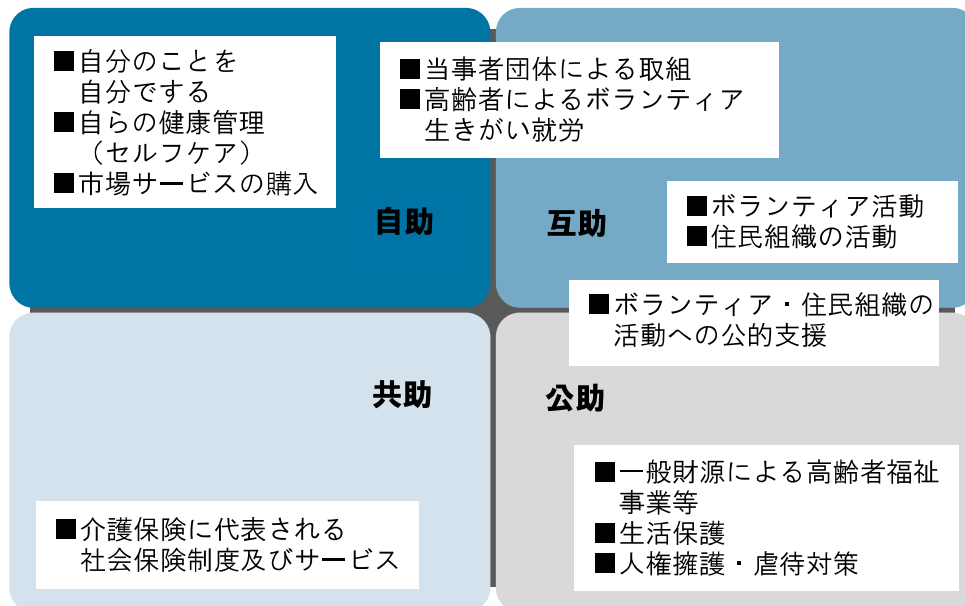 ■自分のことを
自分でする
■自らの健康管理
（セルフケア）
■市場サービスの購入
■当事者団体による取組
■高齢者によるボランティア
生きがい就労
自助
互助
■ボランティア活動
■住民組織の活動
■ボランティア・住民組織の
活動への公的支援
共助
公助
■介護保険に代表される
社会保険制度及びサービス
■一般財源による高齢者福祉
事業等
■生活保護
■人権擁護・虐待対策